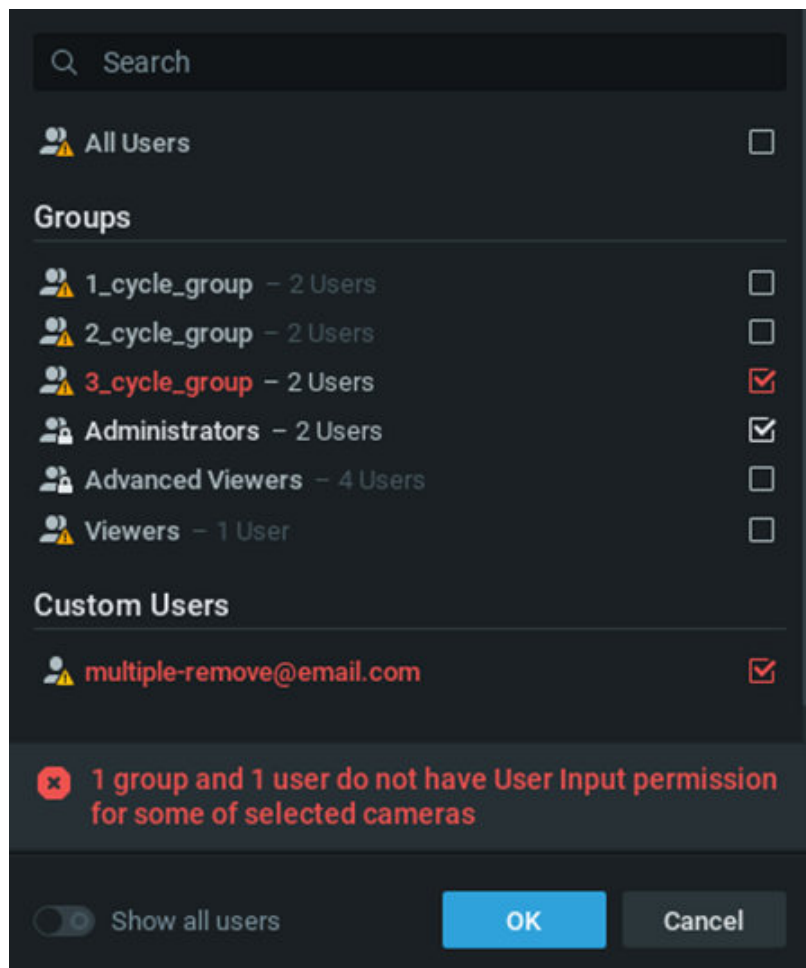 Search
All Users
Groups
1_cycle_group – 2 Users
2_cycle_group – 2 Users
3_cycle_group – 2 Users
Administrators – 2 Users
Advanced Viewers – 4 Users
Viewers – 1 User
Custom Users
multiple-remove@email.com
1 group and 1 user do not have User Input permission
for some of selected cameras
Show all users OK Cancel